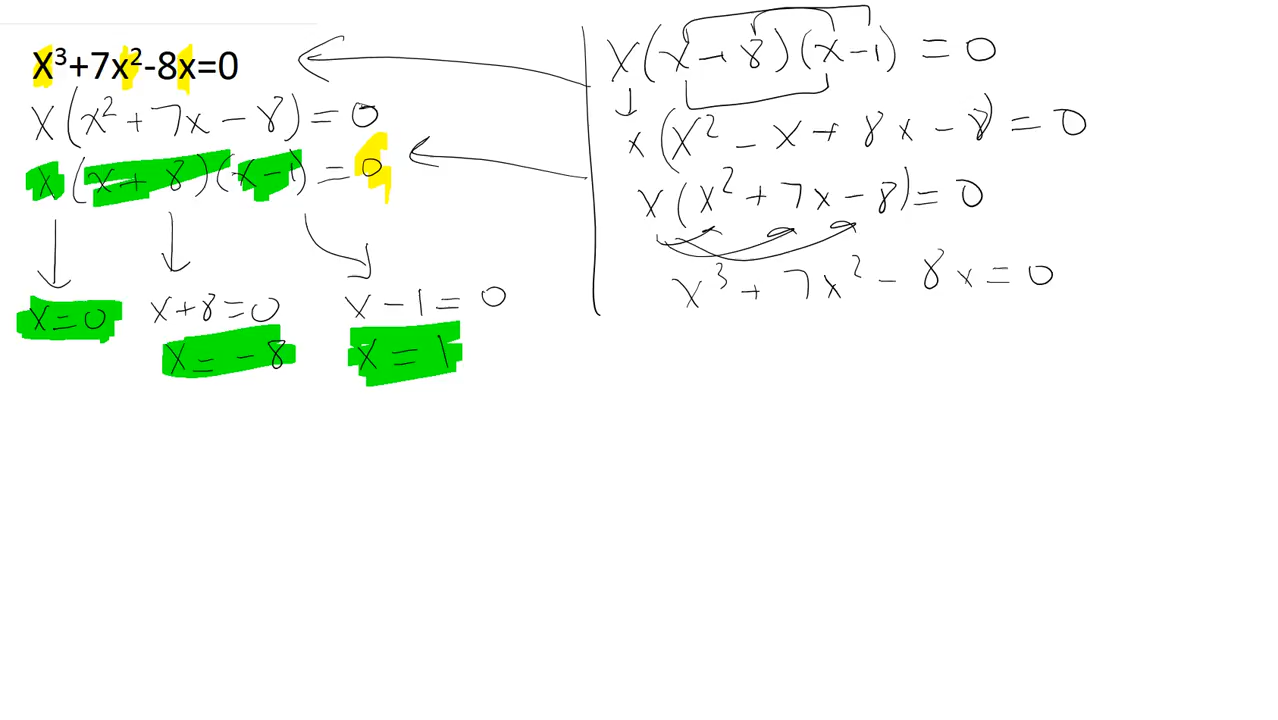 X³+7x²-8x=0
x(x²+7x-8)=0
x(x+8)(x-1)=0
x=0 x+8=0 x-1=0
x=-8 x=1
x(x+8)(x-1)=0
x(x²-x+8x-8)=0
x(x²+7x-8)=0
x³+7x²-8x=0